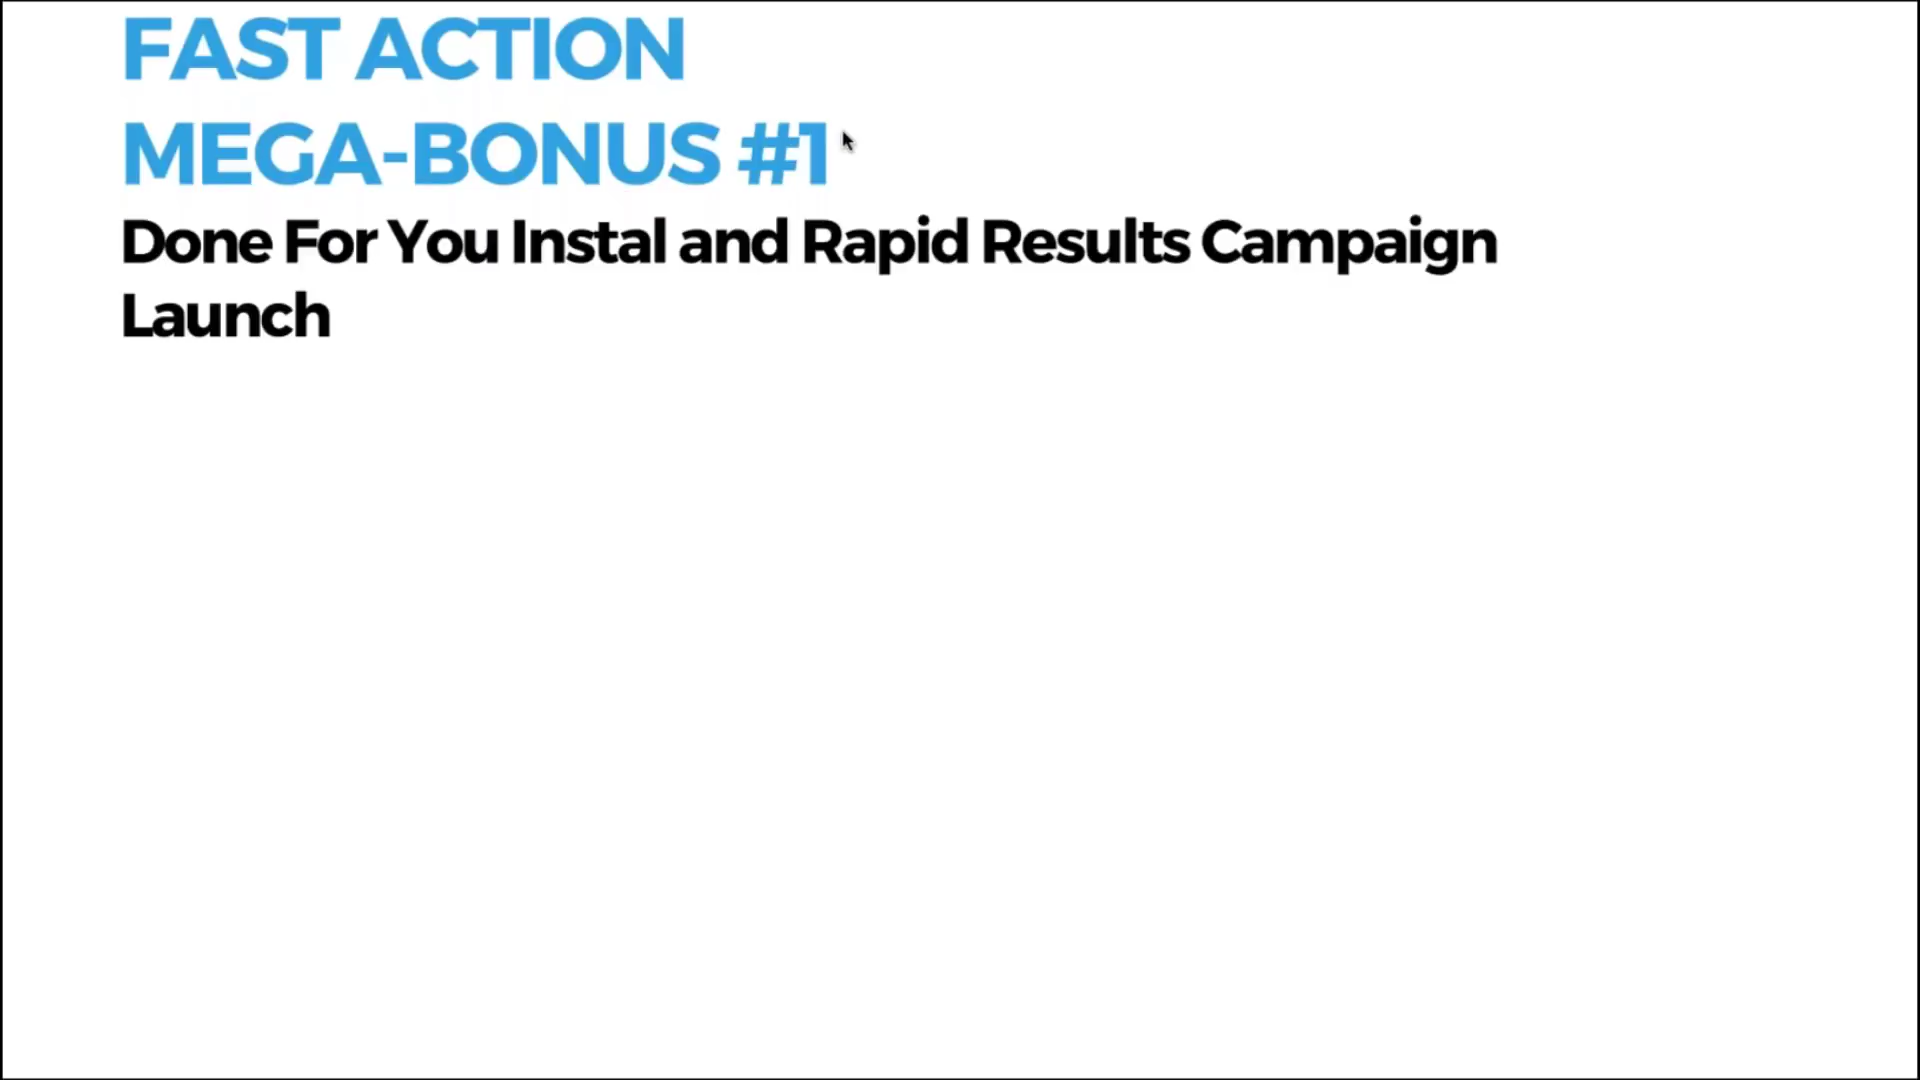 FAST ACTION
MEGA-BONUS #1
Done For You Instal and Rapid Results Campaign
Launch